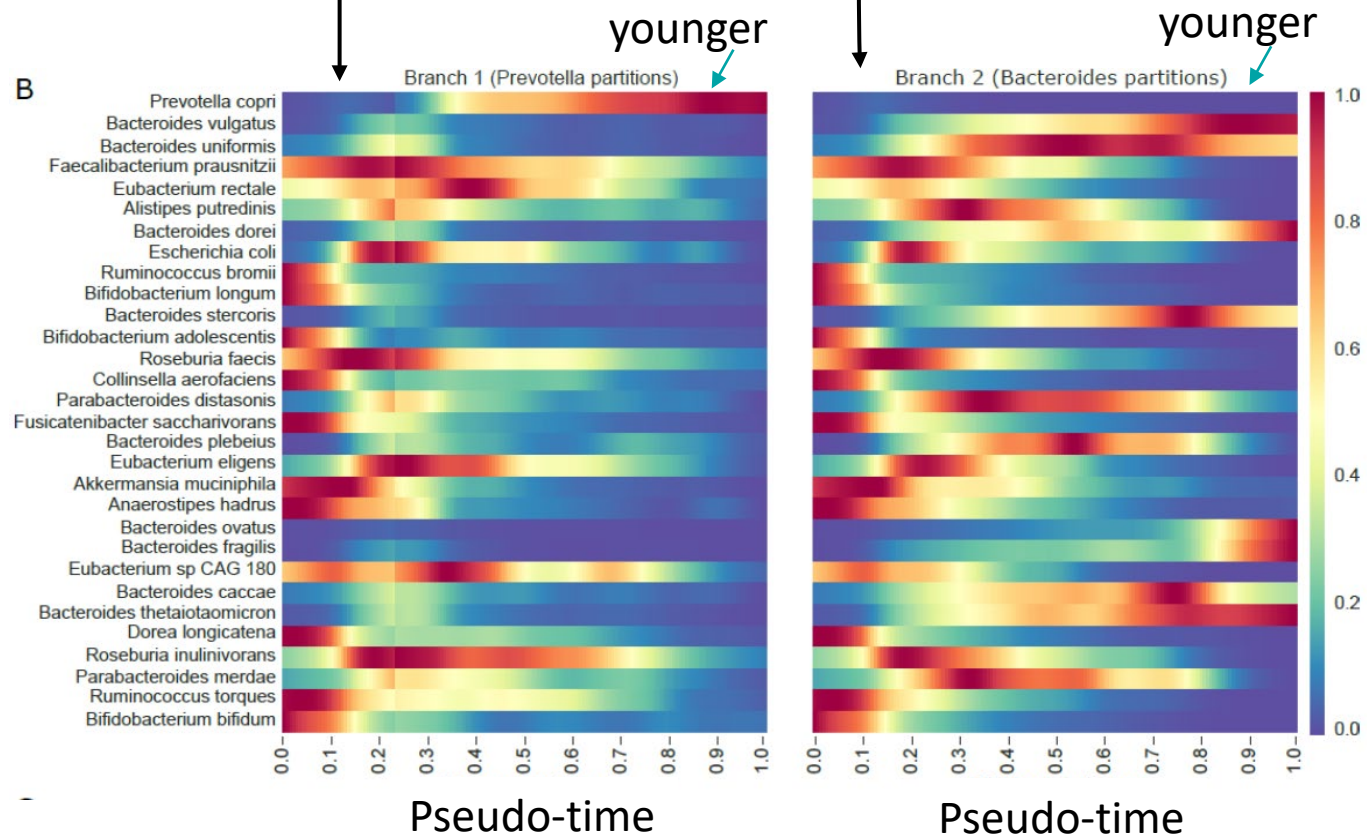 younger
younger
B
Branch 1 (Prevotella partitions)
Branch 2 (Bacteroides partitions)
Prevotella copri
Bacteroides vulgatus
Bacteroides uniformis
Faecalibacterium prausnitzii
Eubacterium rectale
Alistipes putredinis
Bacteroides dorei
Escherichia coli
Ruminococcus bromii
Bifidobacterium longum
Bacteroides stercoris
Bifidobacterium adolescentis
Roseburia faecis
Collinsella aerofaciens
Parabacteroides distasonis
Fusicatenibacter saccharivorans
Bacteroides plebeius
Eubacterium eligens
Akkermansia muciniphila
Anaerostipes hadrus
Bacteroides ovatus
Bacteroides fragilis
Eubacterium sp CAG 180
Bacteroides caccae
Bacteroides thetaiotaomicron
Dorea longicatena
Roseburia inulinivorans
Parabacteroides merdae
Ruminococcus torques
Bifidobacterium bifidum
1.0
0.8
0.6
0.4
0.2
0.0
0.0 0.1 0.2 0.3 0.4 0.5 0.6 0.7 0.8 0.9 1.0
0.0 0.1 0.2 0.3 0.4 0.5 0.6 0.7 0.8 0.9 1.0
Pseudo-time
Pseudo-time